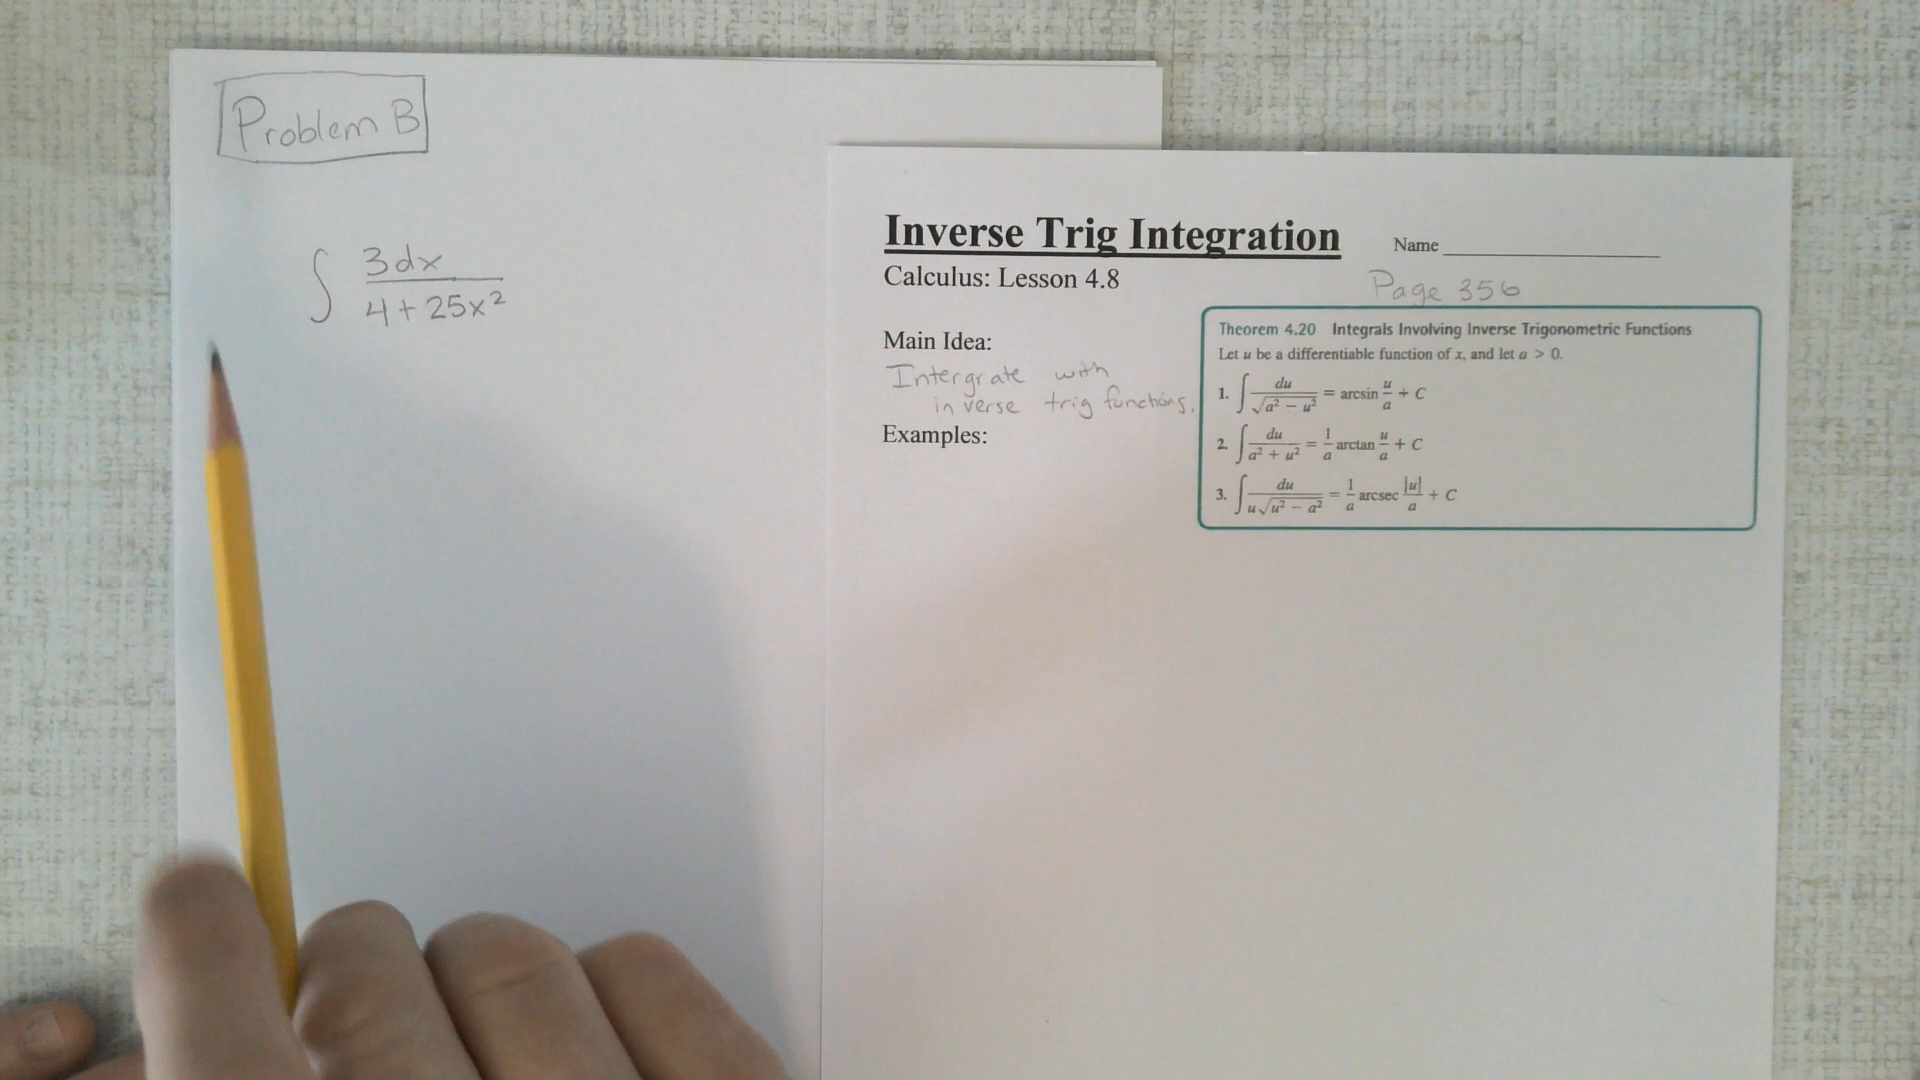 Problem B
∫ 3dx / 4 + 25x²
Inverse Trig Integration
Name ____________________
Calculus: Lesson 4.8
Page 356
Main Idea:
Intergrate with
inverse trig functions.
Examples:
Theorem 4.20 Integrals Involving Inverse Trigonometric Functions
Let u be a differentiable function of x, and let a > 0.
1. ∫ du / √(a² − u²) = arcsin u/a + C
2. ∫ du / (a² + u²) = 1/a arctan u/a + C
3. ∫ du / (u√(u² − a²)) = 1/a arcsec |u|/a + C